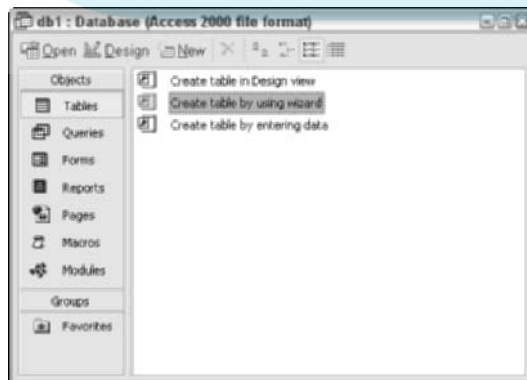 db1 : Database (Access 2000 file format)
Open Design New
Objects
Tables
Queries
Forms
Reports
Pages
Macros
Modules
Groups
Favorites
Create table in Design view
Create table by using wizard
Create table by entering data